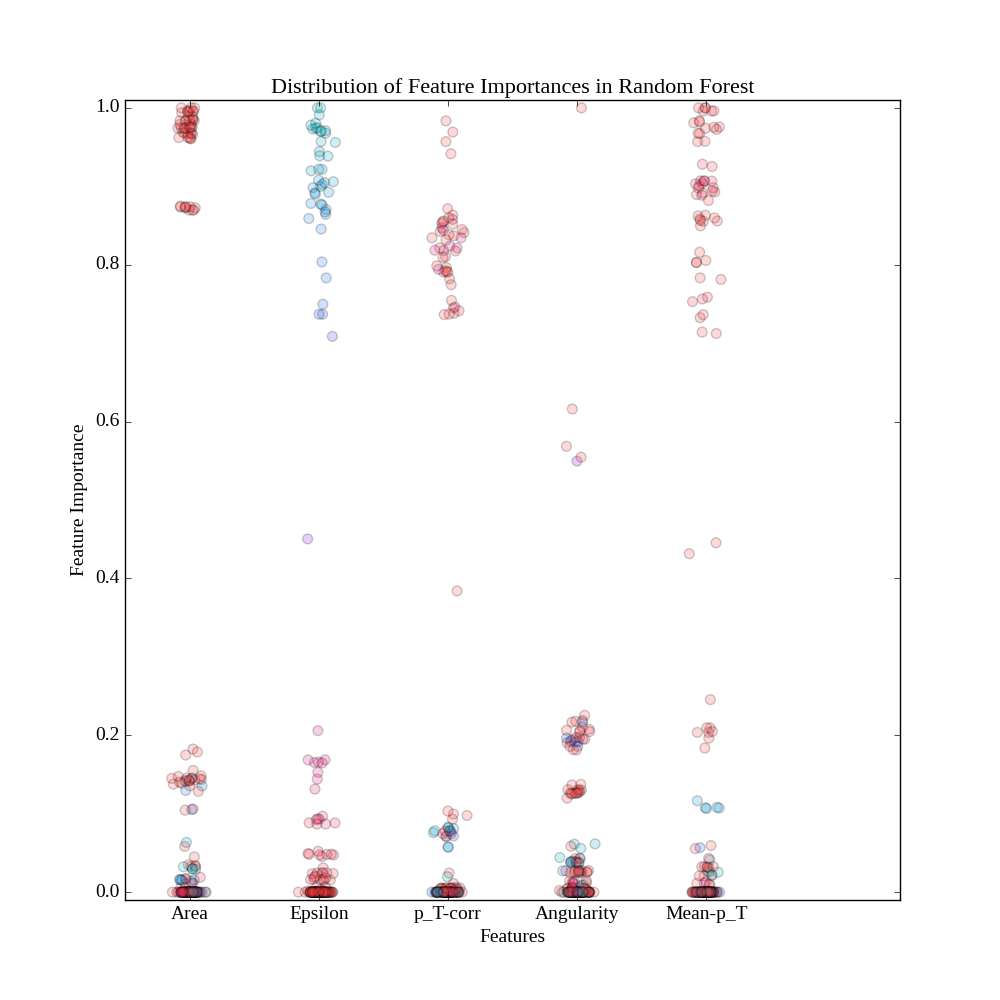 Distribution of Feature Importances in Random Forest
1.0
0.8
0.6
0.4
0.2
0.0
Feature Importance
Area Epsilon p_T-corr Angularity Mean-p_T
Features